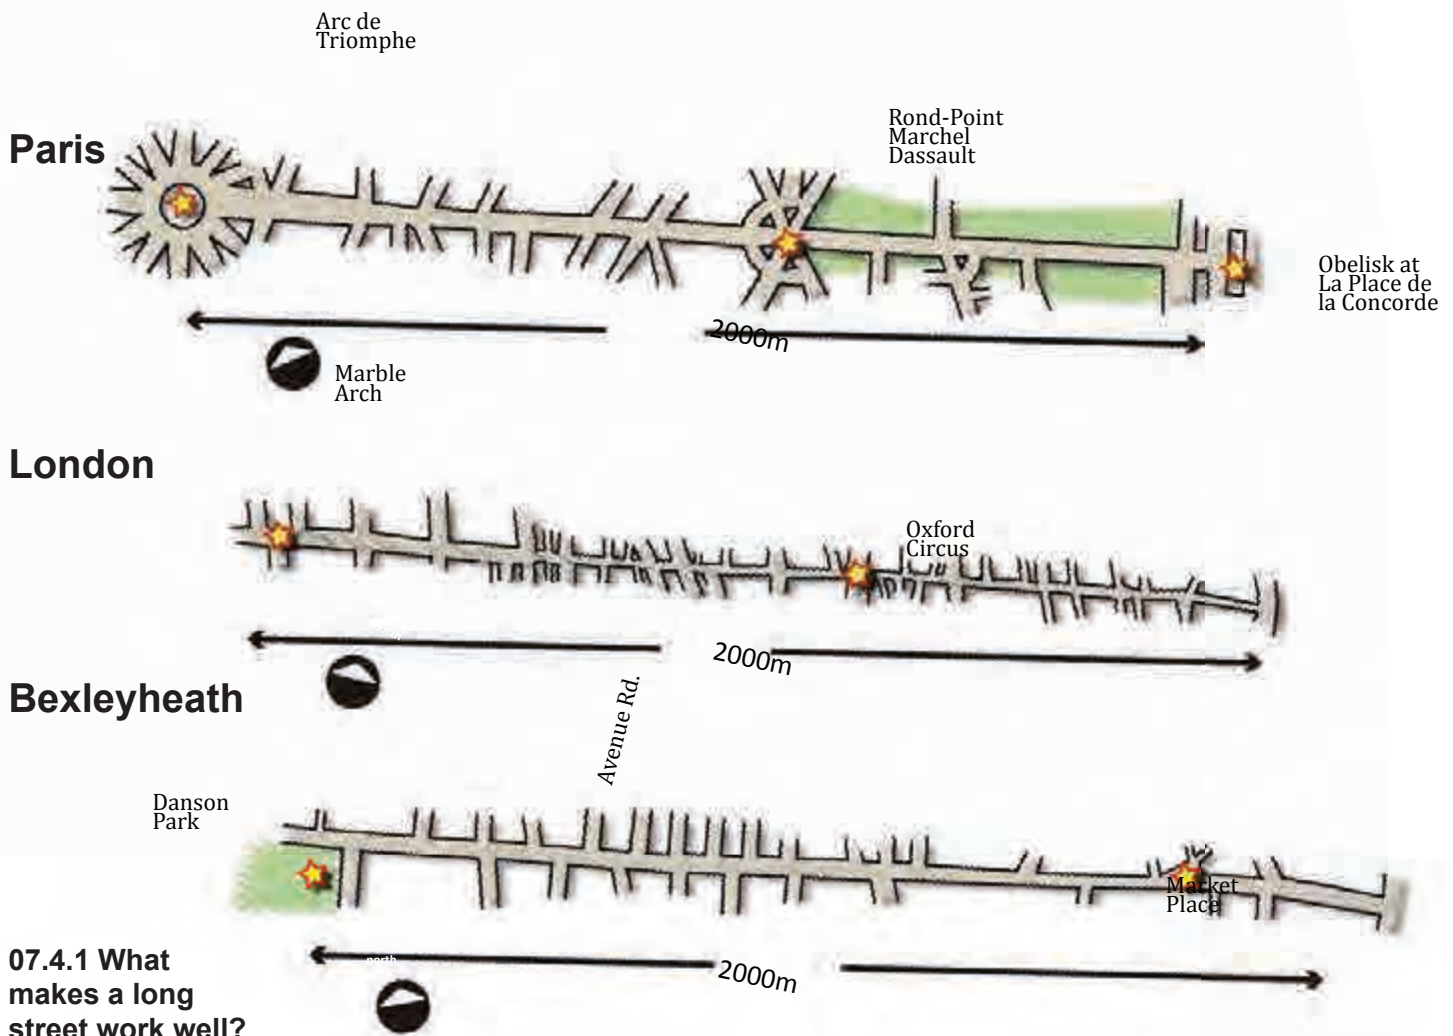 Arc de
Triomphe
Paris
Rond-Point
Marchel
Dassault
Obelisk at
La Place de
la Concorde
2000m
Marble
Arch
London
Oxford
Circus
2000m
Bexleyheath
Avenue Rd.
Danson
Park
Market
Place
north
2000m
07.4.1 What
makes a long
street work well?